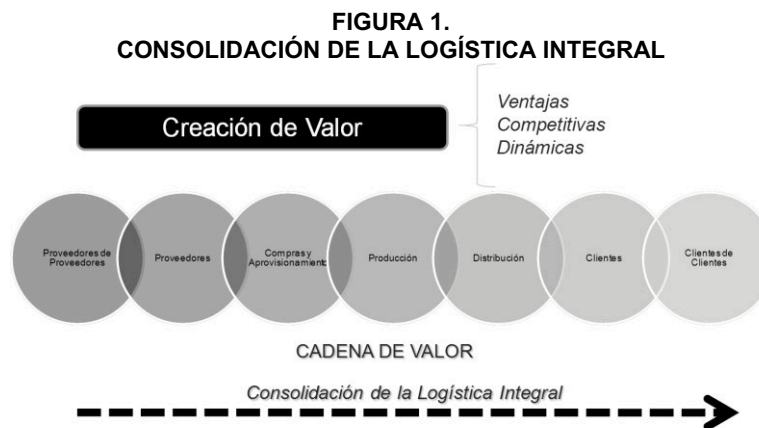 FIGURA 1.
CONSOLIDACIÓN DE LA LOGÍSTICA INTEGRAL
Creación de Valor
Ventajas
Competitivas
Dinámicas
Proveedores de
Proveedores
Proveedores
Compras y
Aprovisionamiento
Producción
Distribución
Clientes
Clientes de
Clientes
CADENA DE VALOR
Consolidación de la Logística Integral